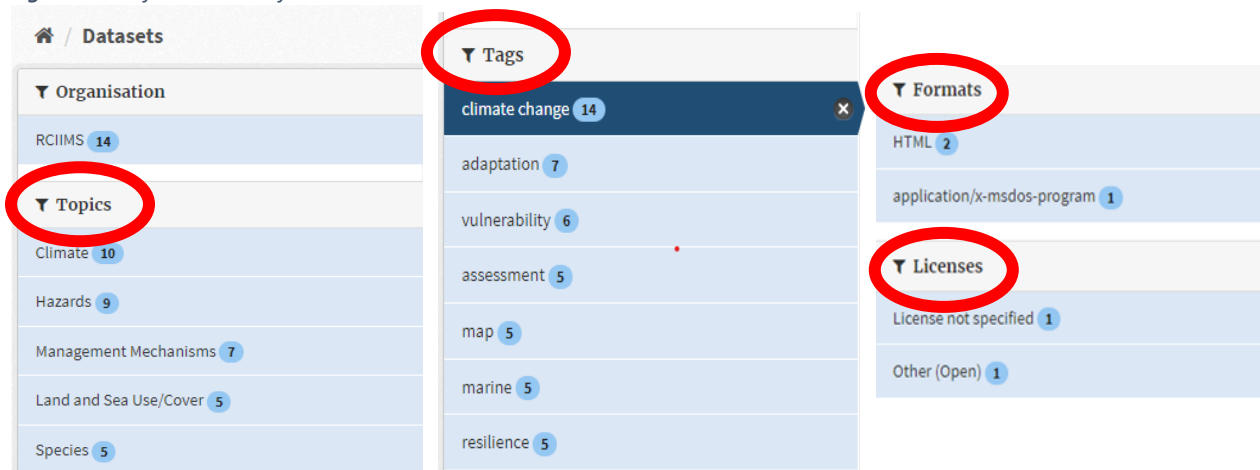 / Datasets
Organisation
RCIIMS 14
Topics
Climate 10
Hazards 9
Management Mechanisms 7
Land and Sea Use/Cover 5
Species 5
Tags
climate change 14
adaptation 7
vulnerability 6
assessment 5
map 5
marine 5
resilience 5
Formats
HTML 2
application/x-msdos-program 1
Licenses
License not specified 1
Other (Open) 1